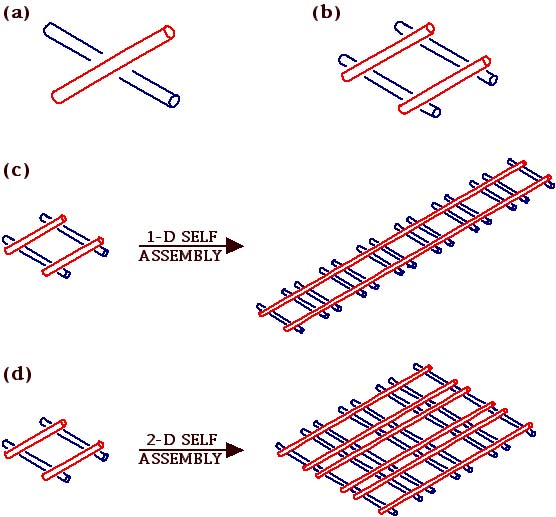 (a)
(b)
(c)
1-D SELF
ASSEMBLY
(d)
2-D SELF
ASSEMBLY